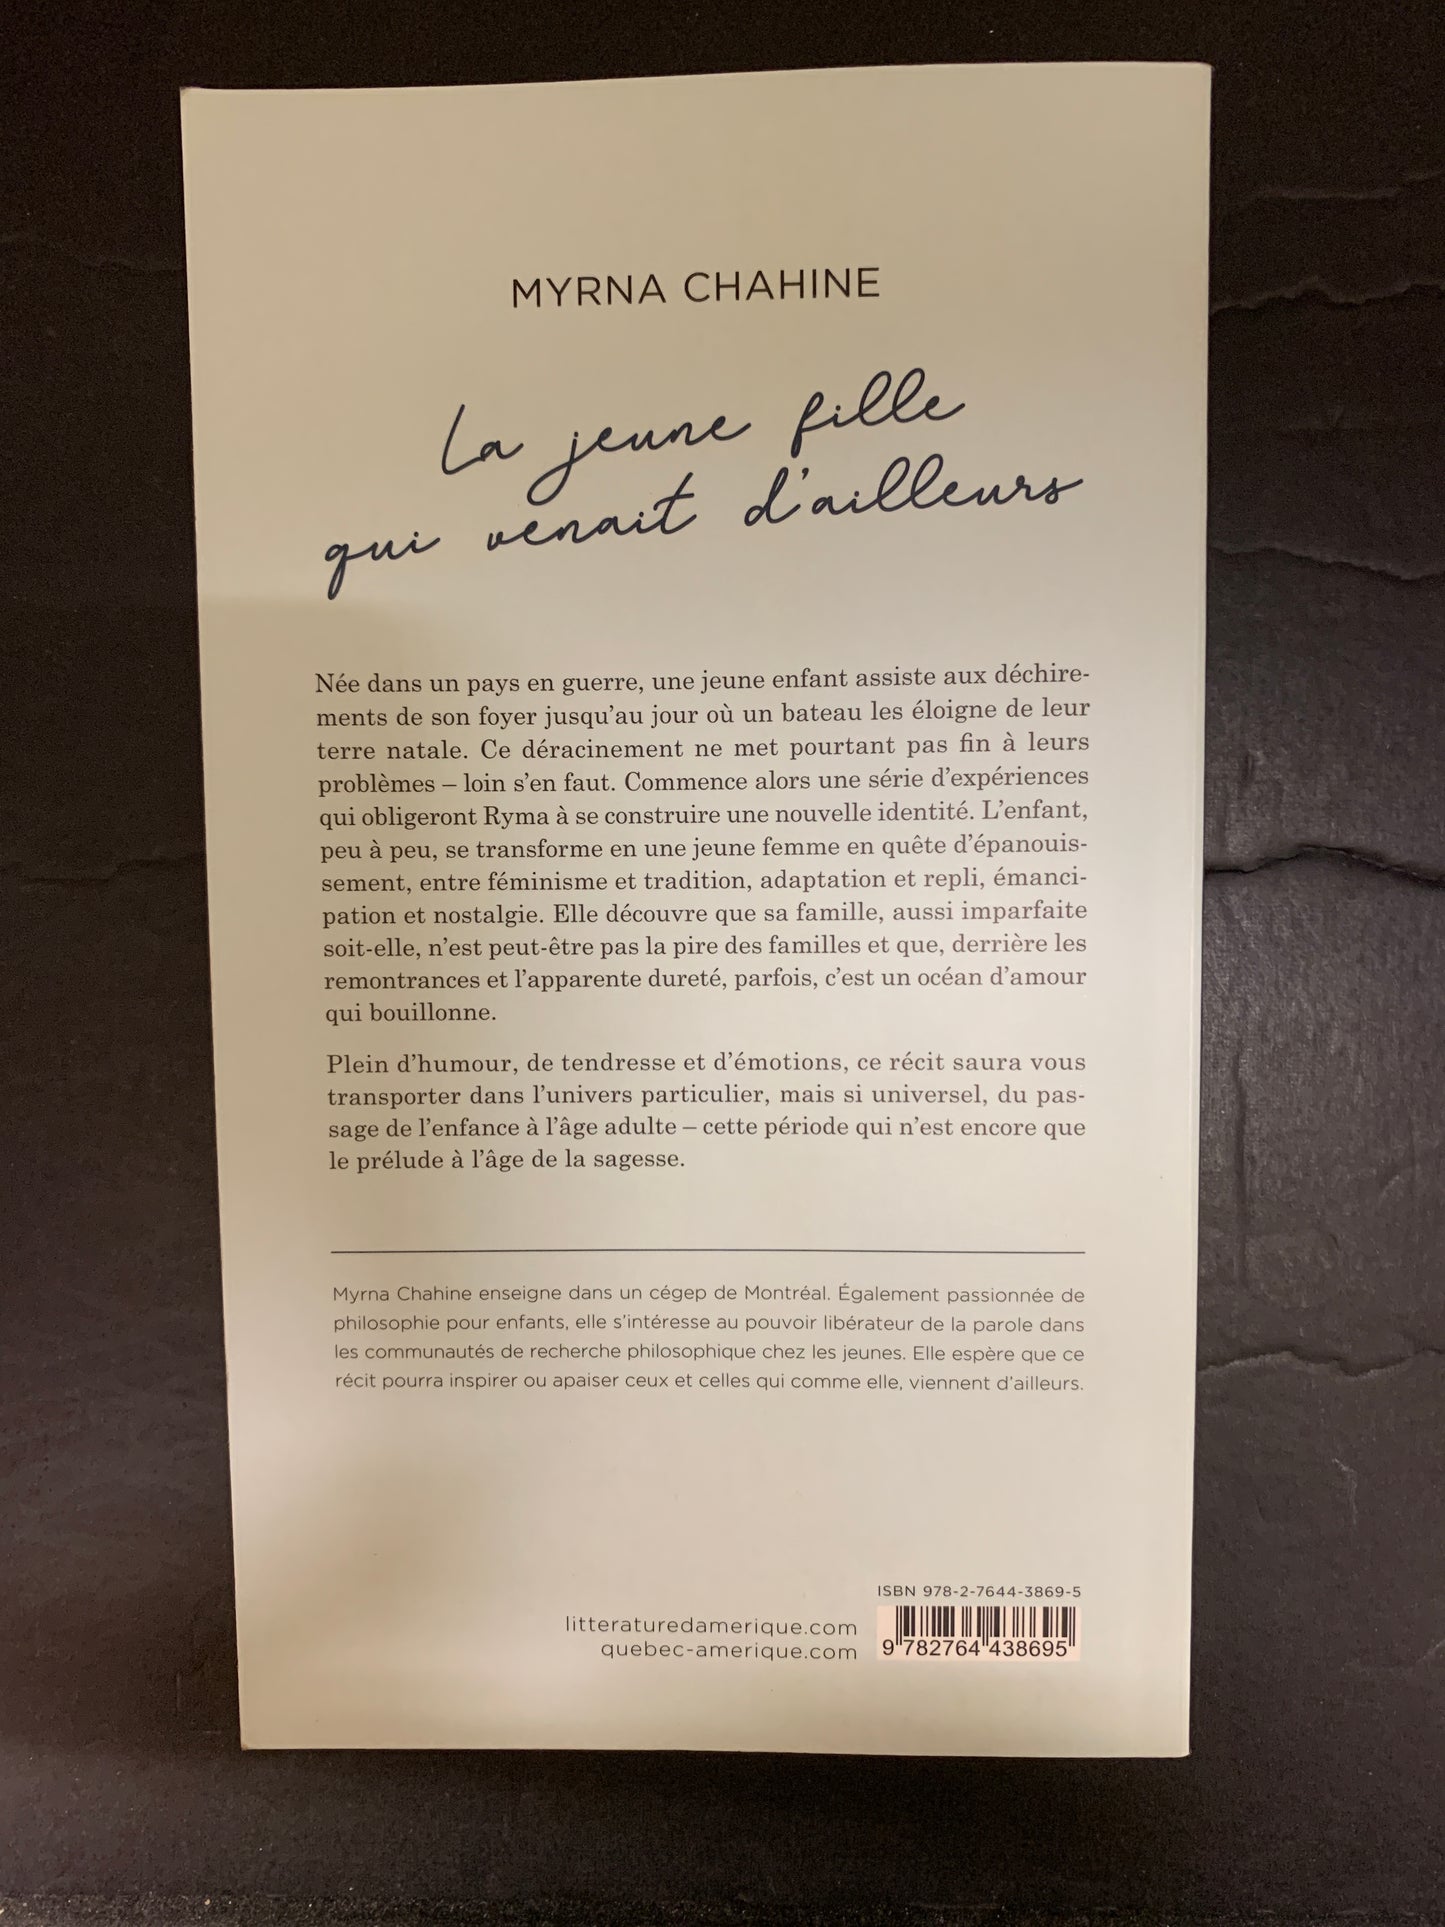 MYRNA CHAHINE
La jeune fille
qui venait d'ailleurs
Née dans un pays en guerre, une jeune enfant assiste aux déchire-
ments de son foyer jusqu'au jour où un bateau les éloigne de leur
terre natale. Ce déracinement ne met pourtant pas fin à leurs
problèmes – loin s'en faut. Commence alors une série d'expériences
qui obligeront Ryma à se construire une nouvelle identité. L'enfant,
peu à peu, se transforme en une jeune femme en quête d'épanouis-
sement, entre féminisme et tradition, adaptation et repli, émanci-
pation et nostalgie. Elle découvre que sa famille, aussi imparfaite
soit-elle, n'est peut-être pas la pire des familles et que, derrière les
remontrances et l'apparente dureté, parfois, c'est un océan d'amour
qui bouillonne.
Plein d'humour, de tendresse et d'émotions, ce récit saura vous
transporter dans l'univers particulier, mais si universel, du pas-
sage de l'enfance à l'âge adulte – cette période qui n'est encore que
le prélude à l'âge de la sagesse.
Myrna Chahine enseigne dans un cégep de Montréal. Également passionnée de
philosophie pour enfants, elle s'intéresse au pouvoir libérateur de la parole dans
les communautés de recherche philosophique chez les jeunes. Elle espère que ce
récit pourra inspirer ou apaiser ceux et celles qui comme elle, viennent d'ailleurs.
litteraturedamerique.com
quebec-amerique.com
ISBN 978-2-7644-3869-5
9 782764 438695